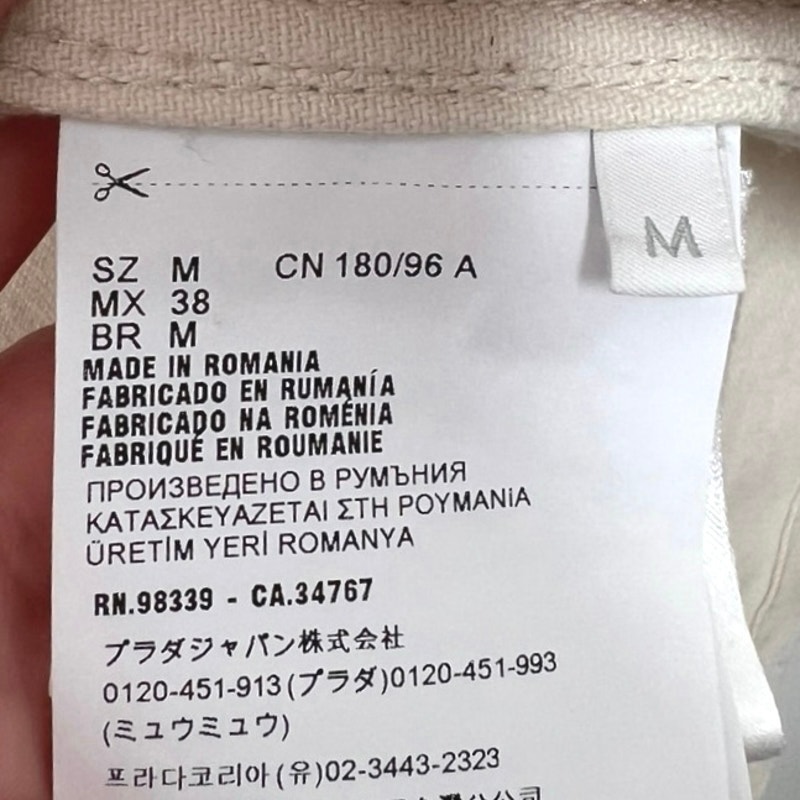 SZ M CN 180/96 A
M
MX 38
BR M
MADE IN ROMANIA
FABRICADO EN RUMANÍA
FABRICADO NA ROMÉNIA
FABRIQUÉ EN ROUMANIE
ПРОИЗВЕДЕНО В РУМЪНИЯ
ΚΑΤΑΣΚΕΥΑΖΕΤΑΙ ΣΤΗ ΡΟΥΜΑΝiΑ
ÜRETİM YERİ ROMANYA
RN.98339 - CA.34767
プラダジャパン株式会社
0120-451-913(プラダ)0120-451-993
(ミュウミュウ)
프라다코리아(유)02-3443-2323